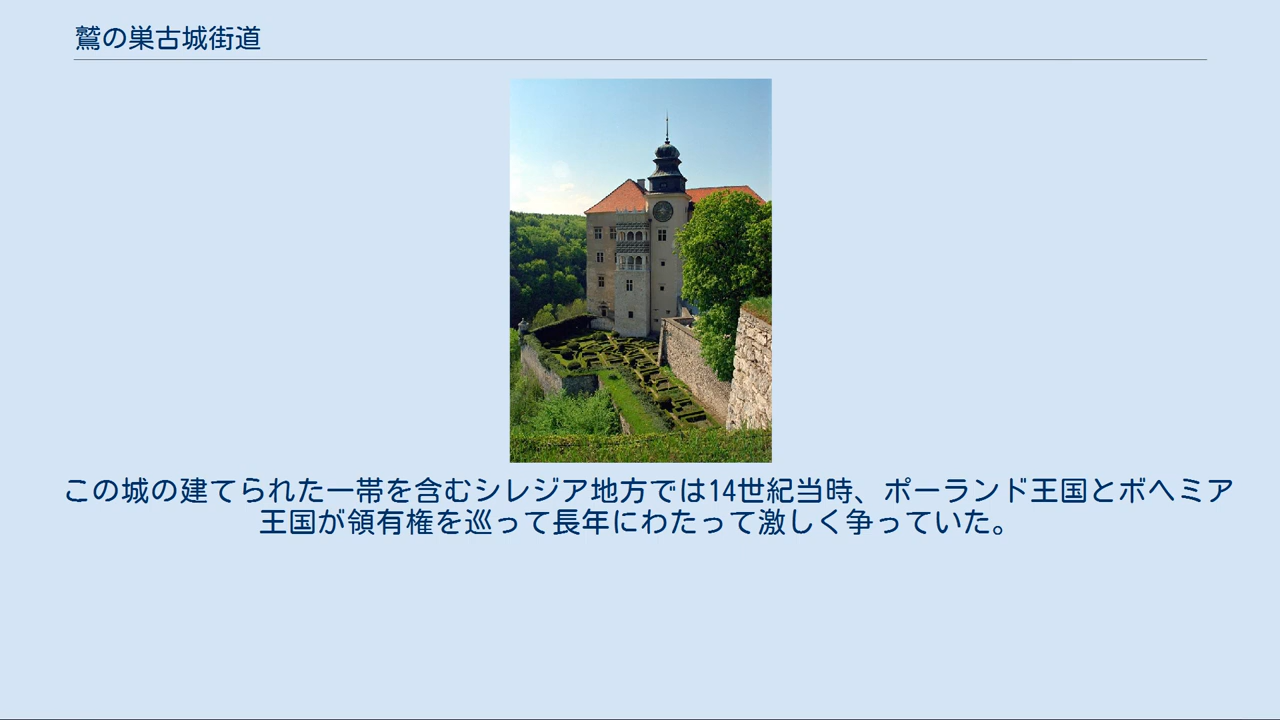 鷲の巣古城街道
この城の建てられた一帯を含むシレジア地方では14世紀当時、ポーランド王国とボヘミア
王国が領有権を巡って長年にわたって激しく争っていた。